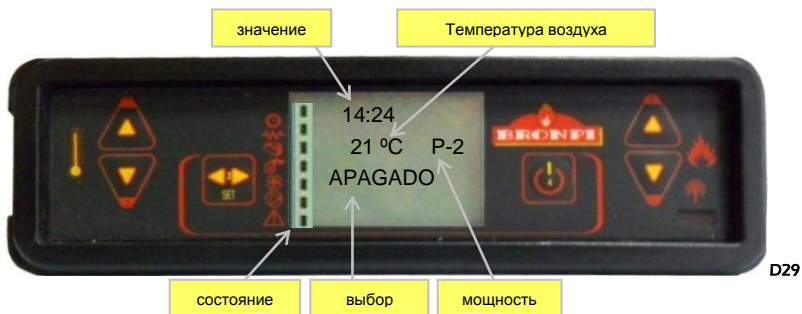 значение
Температура воздуха
14:24
21 ºC P-2
APAGADO
BRONPI
SET
D29
состояние
выбор
мощность